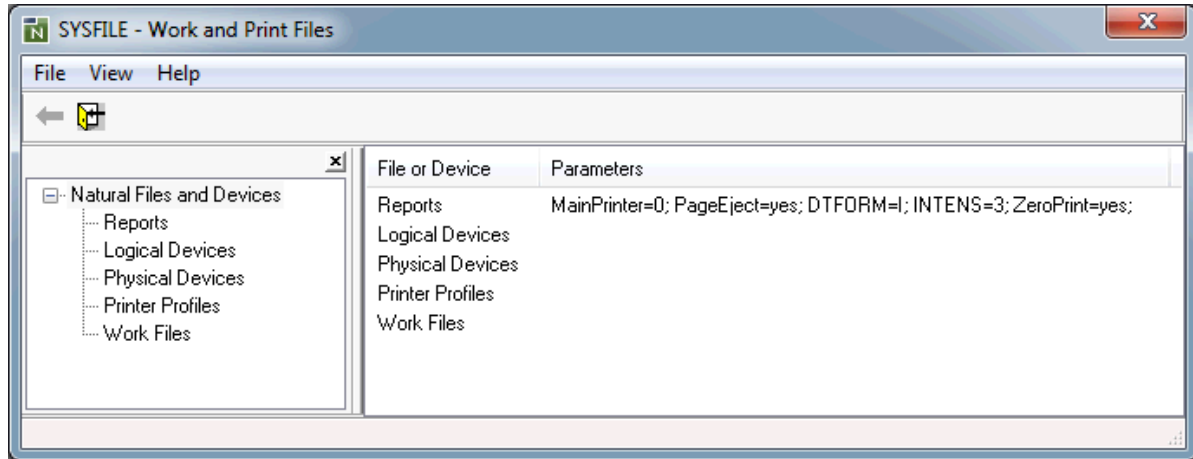 SYSFILE - Work and Print Files
File View Help
Natural Files and Devices
Reports
Logical Devices
Physical Devices
Printer Profiles
Work Files
File or Device Parameters
Reports MainPrinter=0; PageEject=yes; DTFORM=I; INTENS=3; ZeroPrint=yes;
Logical Devices
Physical Devices
Printer Profiles
Work Files